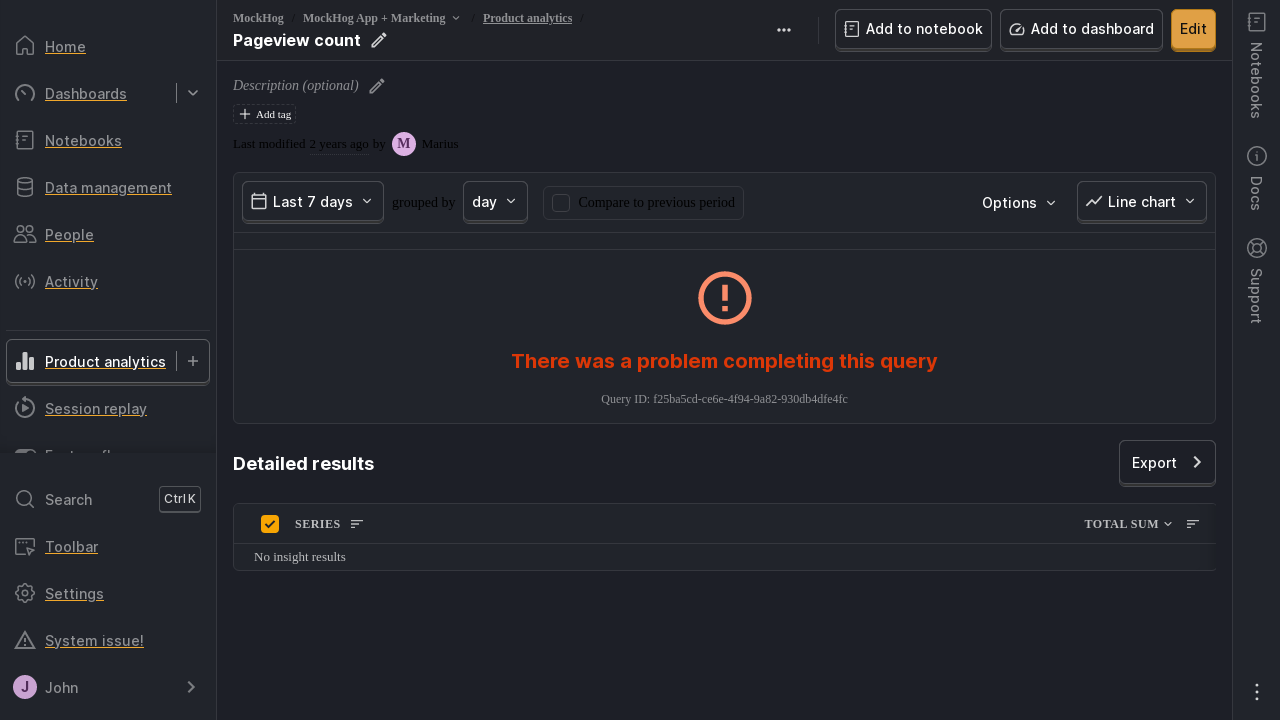 MockHog / MockHog App + Marketing / Product analytics /
Pageview count
Add to notebook
Add to dashboard
Edit
Home
Dashboards
Notebooks
Data management
People
Activity
Product analytics
Session replay
Search
Ctrl K
Toolbar
Settings
System issue!
J
John
Description (optional)
Add tag
Last modified 2 years ago by M Marius
Last 7 days
grouped by
day
Compare to previous period
Options
Line chart
There was a problem completing this query
Query ID: f25ba5cd-ce6e-4f94-9a82-930db4dfe4fc
Detailed results
Export
SERIES
TOTAL SUM
No insight results
Notebooks
Docs
Support